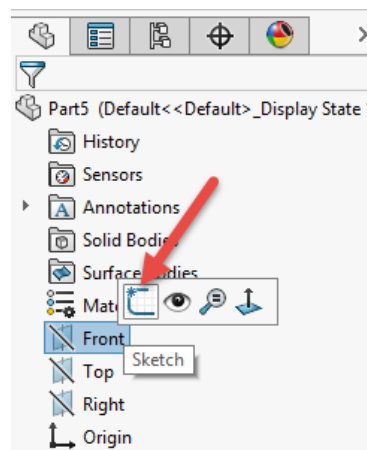 Part5 (Default<<Default>_Display State
History
Sensors
Annotations
Solid Bodies
Surface Bodies
Front
Sketch
Top
Right
Origin